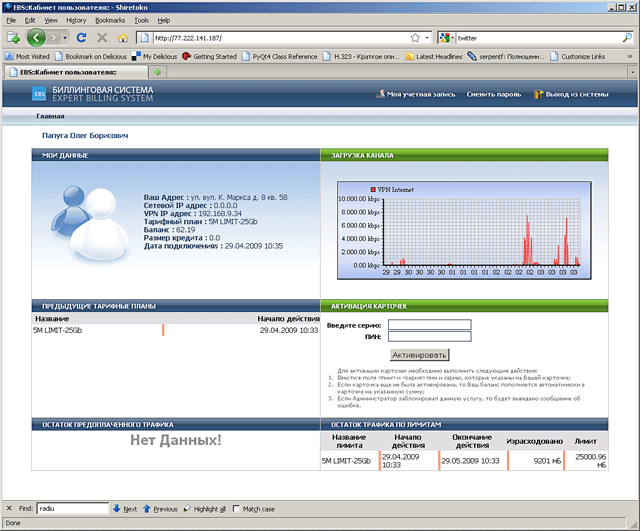 EBS::Кабинет пользователя:: - Shiretoko
File Edit View History Bookmarks Tools Help
http://77.222.141.187/
twitter
Most Visited Bookmark on Delicious My Delicious Getting Started PyQt4 Class Reference H.323 - Краткое опи... Latest Headlines serpentf: Полноценн... Customize Links
EBS::Кабинет пользователя::
EBS
БИЛЛИНГОВАЯ СИСТЕМА
EXPERT BILLING SYSTEM
Моя учетная запись Сменить пароль Выход из системы
Главная
Папуга Олег Борисович
МОИ ДАННЫЕ
Ваш Адрес : ул. вул. К. Маркса д. 8 кв. 58
Сетевой IP адрес : 0.0.0.0
VPN IP адрес : 192.168.9.34
Тарифный план : 5M LIMIT-25Gb
Баланс : 62.19
Размер кредита : 0.0
Дата подключения : 29.04.2009 10:35
ЗАГРУЗКА КАНАЛА
VPN Internet
10.000.00 kbps
8.000.00 kbps
6.000.00 kbps
4.000.00 kbps
2.000.00 kbps
0.00 kbps
29 29 30 30 30 30 01 01 01 01 02 02 02 02 03 03 03
ПРЕДЫДУЩИЕ ТАРИФНЫЕ ПЛАНЫ
Название Начало действия
5M LIMIT-25Gb 29.04.2009 10:33
АКТИВАЦИЯ КАРТОЧЕК
Введите серию:
ПИН:
Активировать
Для активации карточек необходимо выполнить следующие действия:
1. Ввести в поля «пин» и «серия» пин и серию, которые указаны на Вашей карточке;
2. Если карточка еще не была активирована, то Ваш баланс пополняется автоматически в карточке на указанную сумму;
3. Если Администратор заблокировал данную услугу, то будет выведено сообщение об ошибке.
ОСТАТОК ПРЕДОПЛАЧЕННОГО ТРАФИКА
Нет Данных!
ОСТАТОК ТРАФИКА ПО ЛИМИТАМ
Название лимита Начало действия Окончание действия Израсходовано Лимит
5M LIMIT-25Gb 29.04.2009 10:33 29.05.2009 10:33 9201 мБ 25000.96 мБ
Find: radiu Next Previous Highlight all Match case
Done